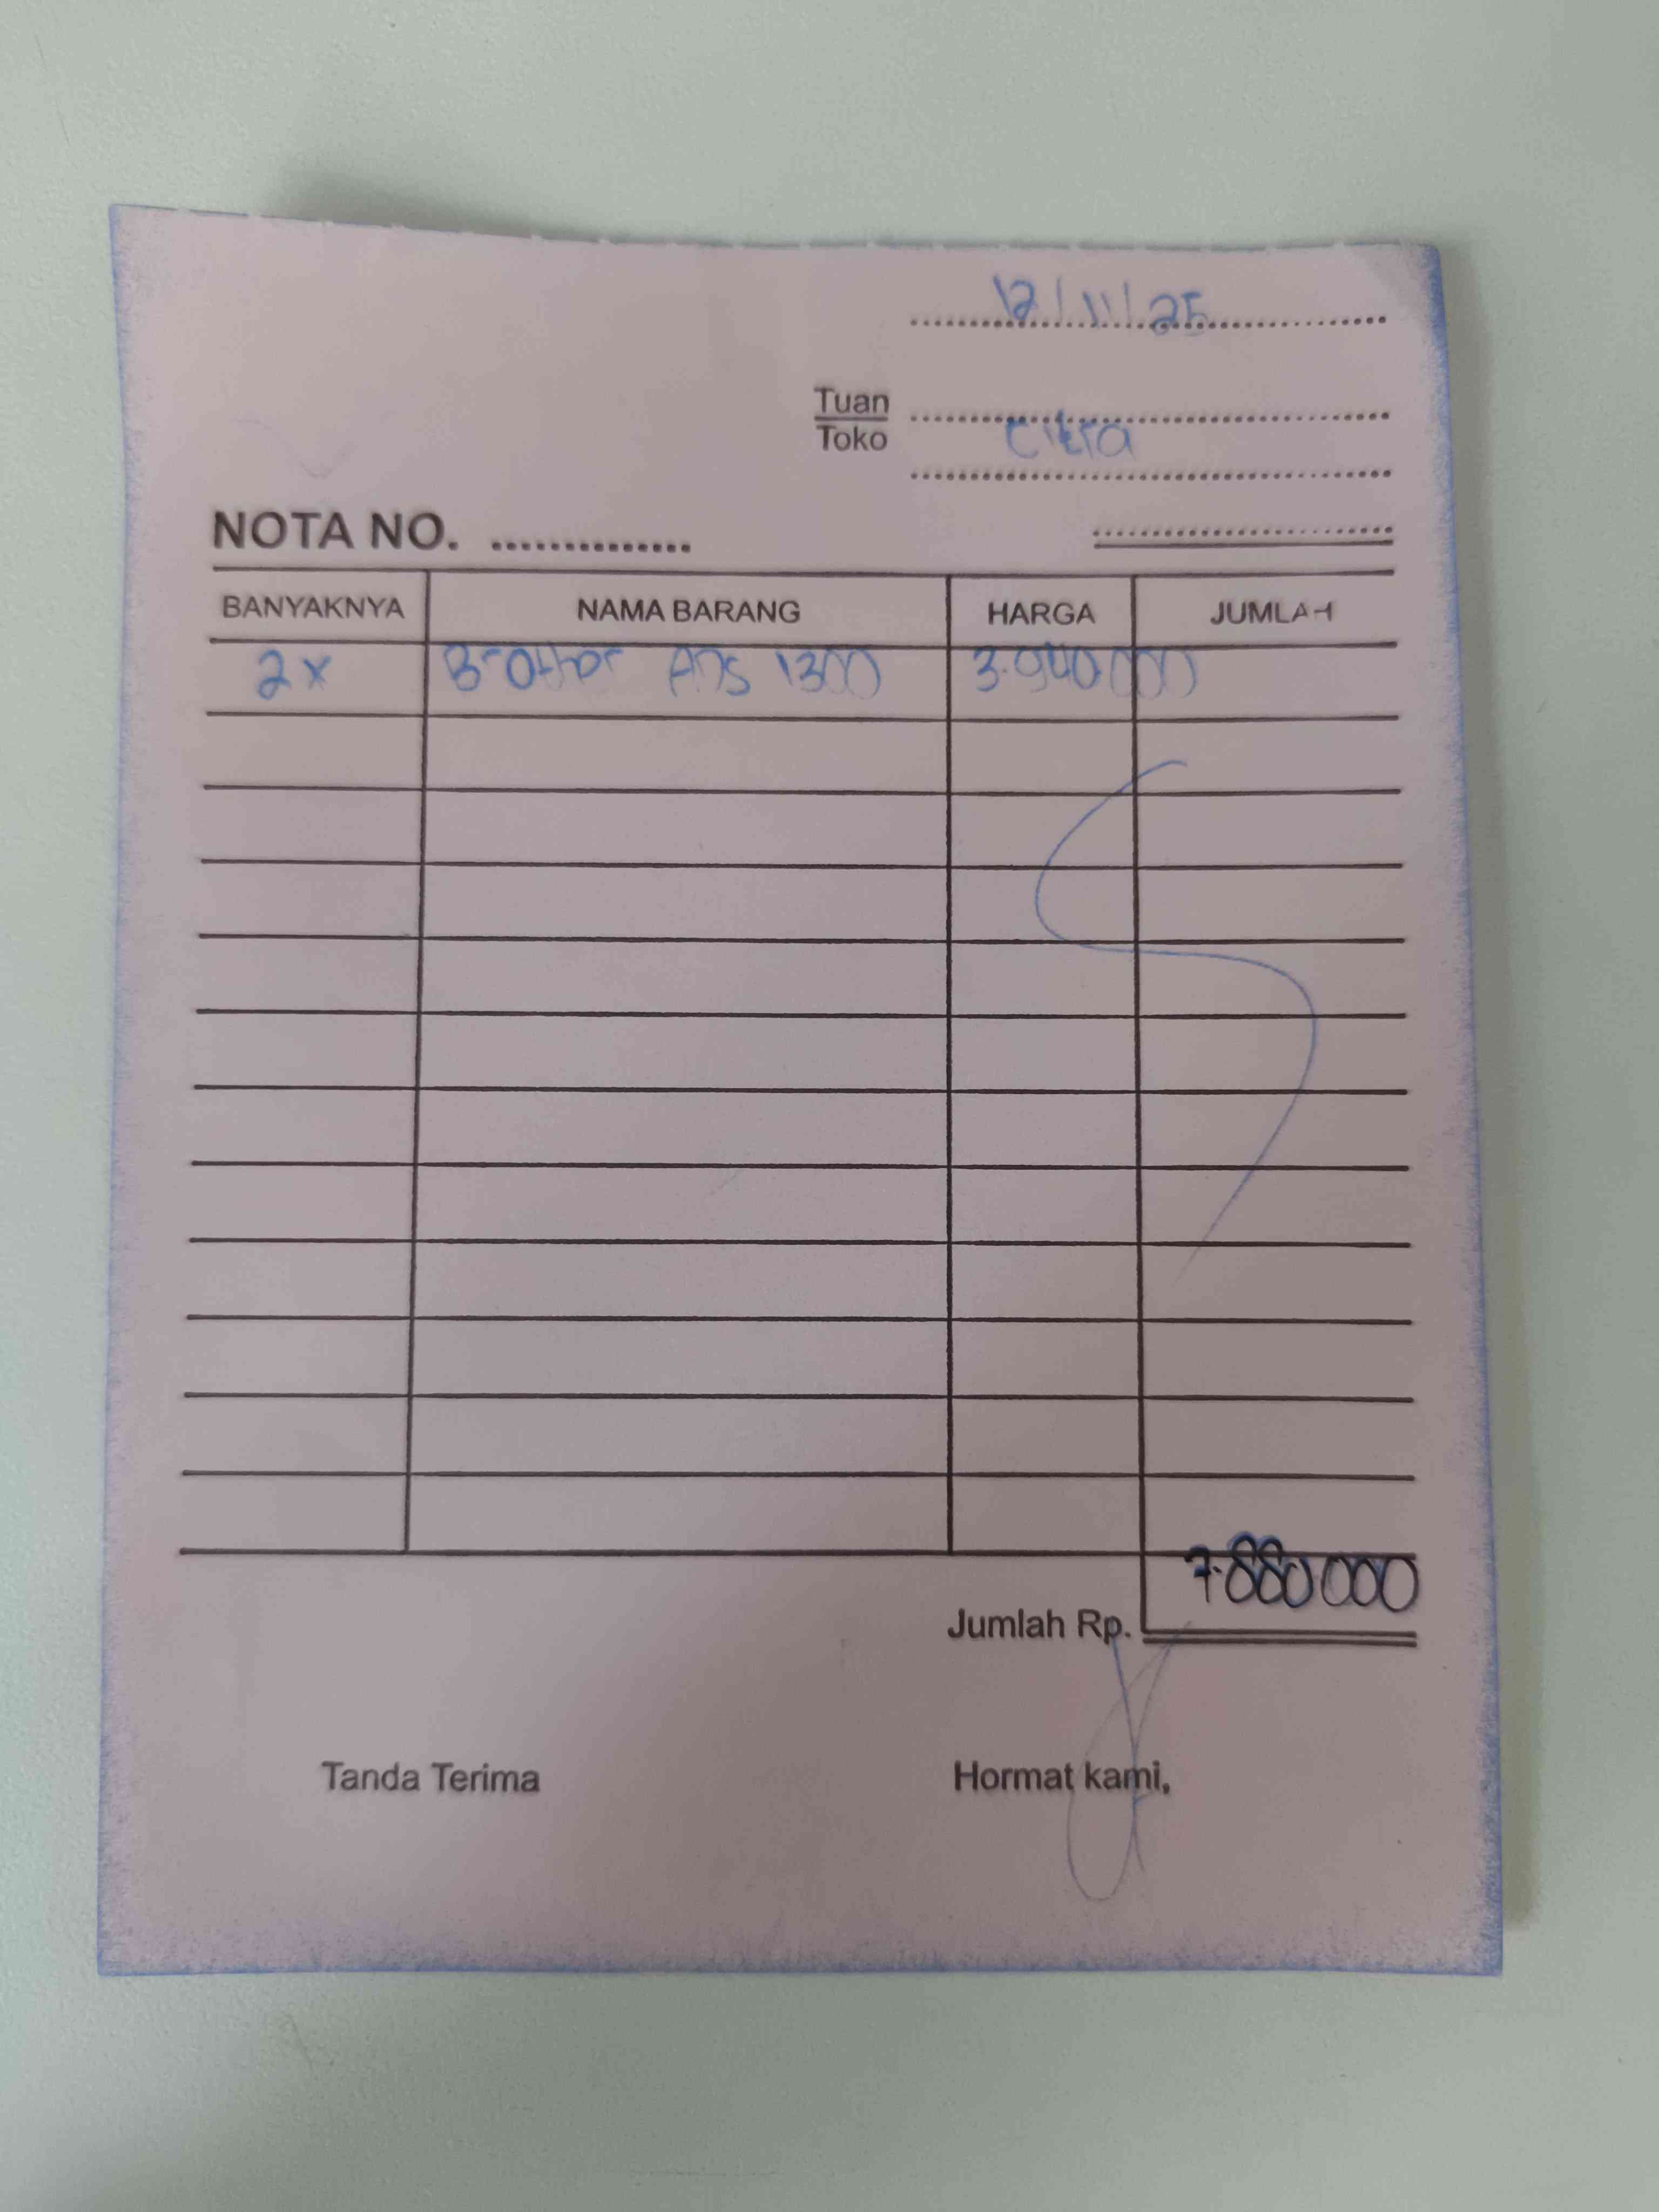 12/11/25
Tuan
Toko
Citra
NOTA NO. ..............
BANYAKNYA NAMA BARANG HARGA JUMLAH
2x Brother ADS 1300 3.940.000
7.880.000
Jumlah Rp.
Tanda Terima Hormat kami,